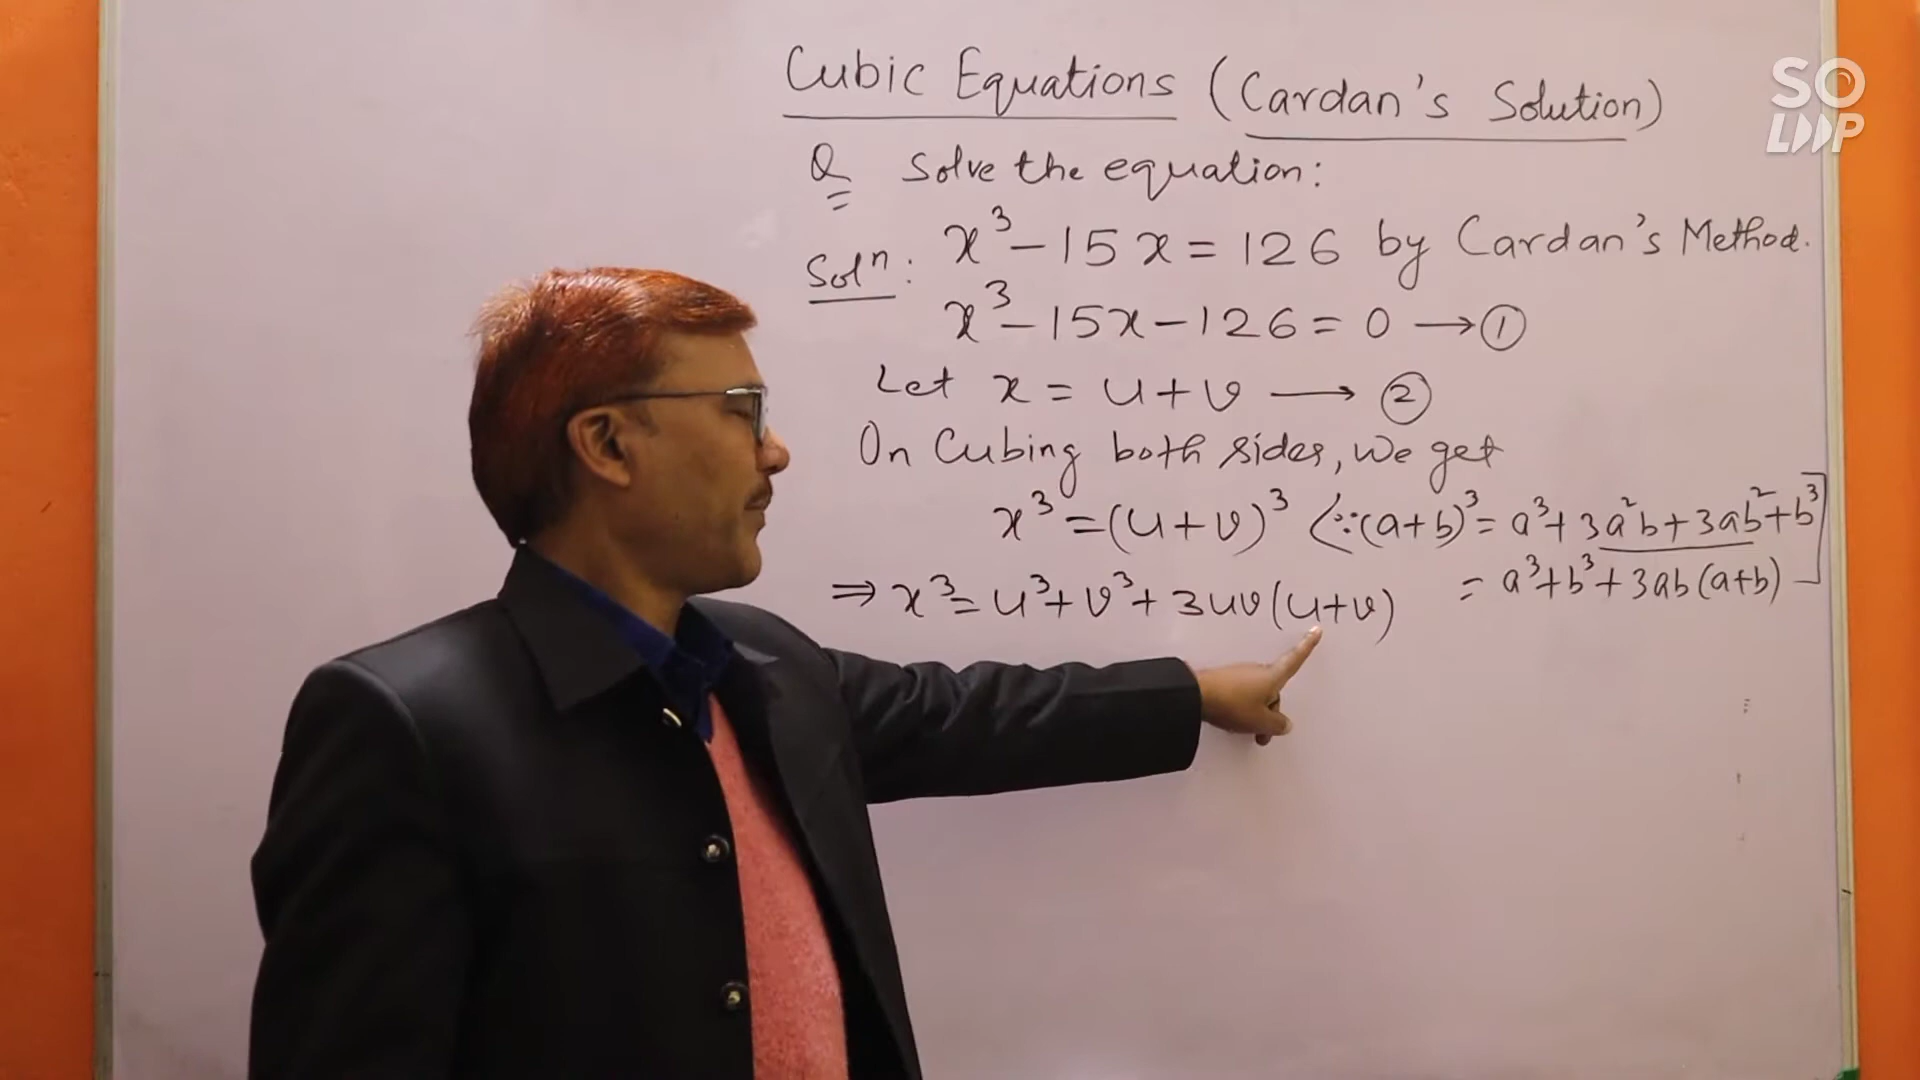 Cubic Equations (Cardan's Solution)
SO
LOOP
Q Solve the equation:
x³ – 15x = 126 by Cardan's Method.
Solⁿ:
x³ – 15x – 126 = 0 → ①
Let x = u + v → ②
On Cubing both sides, we get
x³ = (u + v)³ [∵ (a+b)³ = a³ + 3a²b + 3ab² + b³
= a³ + b³ + 3ab(a+b)]
⇒ x³ = u³ + v³ + 3uv(u+v)